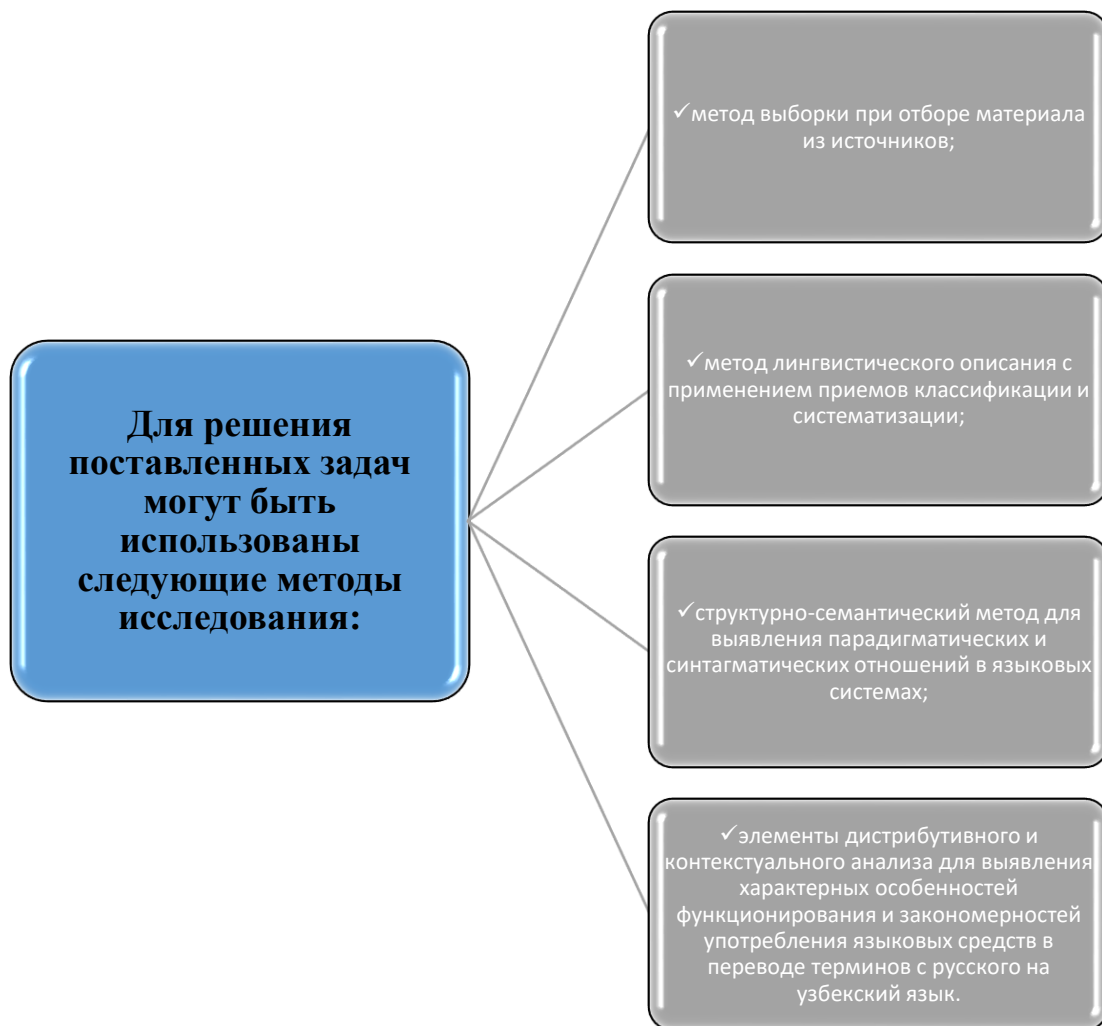 Для решения
поставленных задач
могут быть
использованы
следующие методы
исследования:
✓метод выборки при отборе материала
из источников;
✓метод лингвистического описания с
применением приемов классификации и
систематизации;
✓структурно-семантический метод для
выявления парадигматических и
синтагматических отношений в языковых
системах;
✓элементы дистрибутивного и
контекстуального анализа для выявления
характерных особенностей
функционирования и закономерностей
употребления языковых средств в
переводе терминов с русского на
узбекский язык.